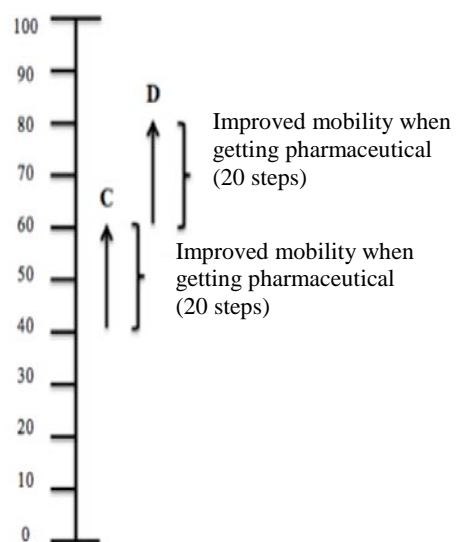 100
90
D
80
Improved mobility when
getting pharmaceutical
(20 steps)
70
C
60
Improved mobility when
getting pharmaceutical
(20 steps)
50
40
30
20
10
0